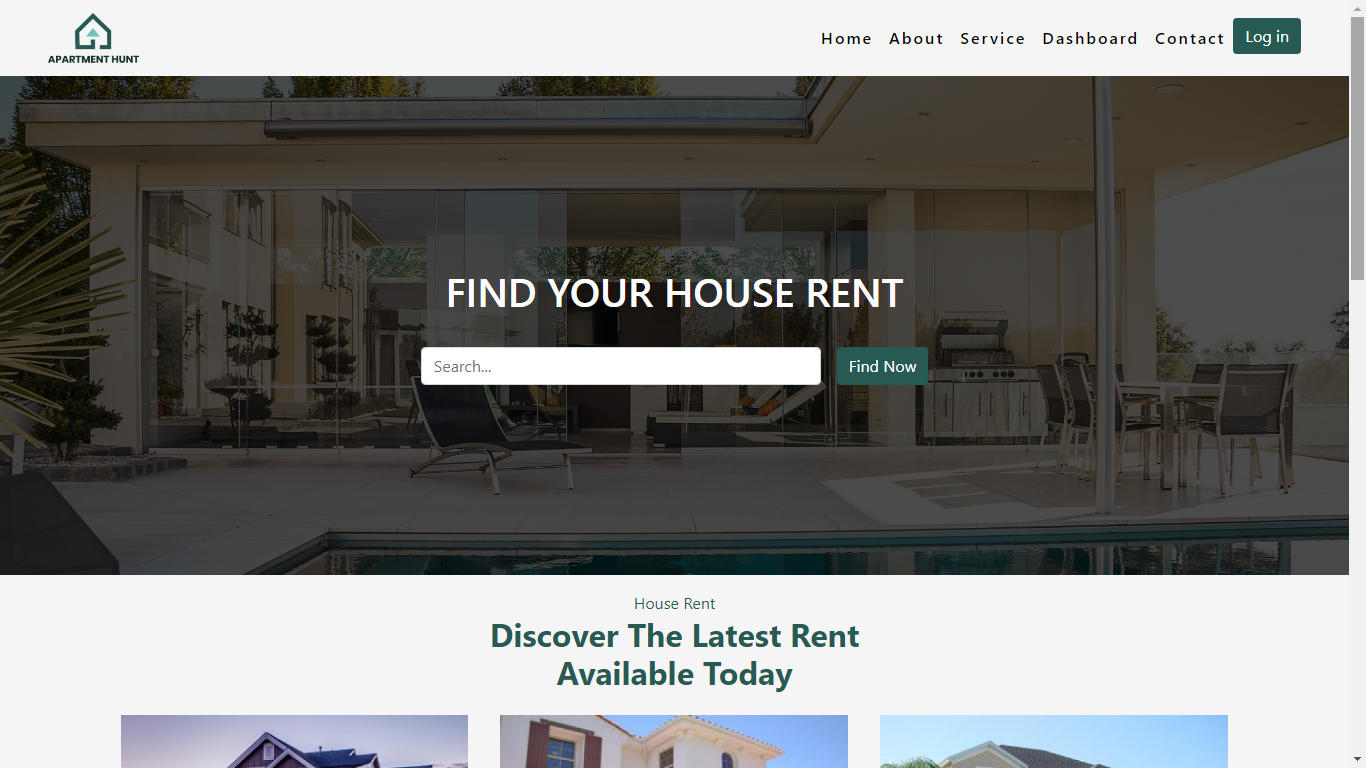 APARTMENT HUNT
Home About Service Dashboard Contact Log in
FIND YOUR HOUSE RENT
Search... Find Now
House Rent
Discover The Latest Rent
Available Today